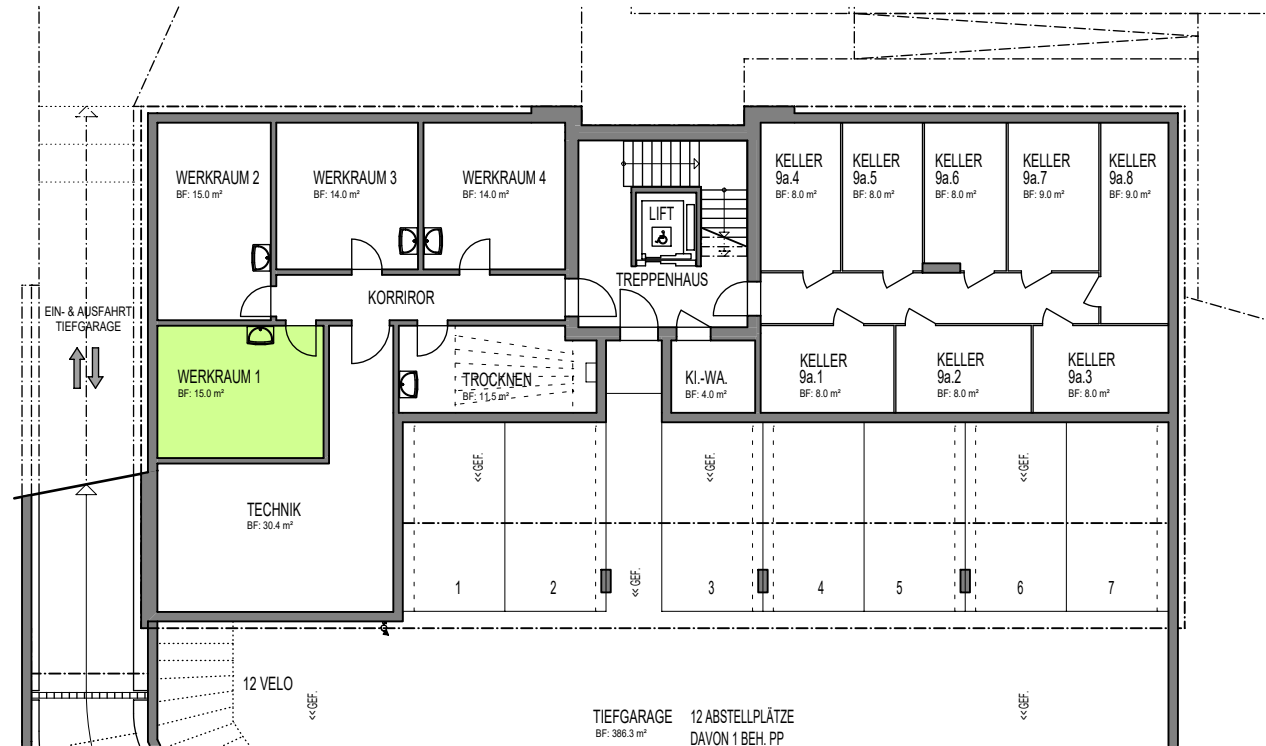 WERKRAUM 2
BF: 15.0 m²
WERKRAUM 3
BF: 14.0 m²
WERKRAUM 4
BF: 14.0 m²
LIFT
TREPPENHAUS
KELLER
9a.4
BF: 8.0 m²
KELLER
9a.5
BF: 8.0 m²
KELLER
9a.6
BF: 8.0 m²
KELLER
9a.7
BF: 9.0 m²
KELLER
9a.8
BF: 9.0 m²
KORRIROR
EIN- & AUSFAHRT
TIEFGARAGE
WERKRAUM 1
BF: 15.0 m²
TROCKNEN
BF: 11.5 m²
KI.-WA.
BF: 4.0 m²
KELLER
9a.1
BF: 8.0 m²
KELLER
9a.2
BF: 8.0 m²
KELLER
9a.3
BF: 8.0 m²
TECHNIK
BF: 30.4 m²
<<GEF.
<<GEF.
<<GEF.
<<GEF.
1
2
3
4
5
6
7
12 VELO
<<GEF.
<<GEF.
TIEFGARAGE
BF: 386.3 m²
12 ABSTELLPLÄTZE
DAVON 1 BEH. PP